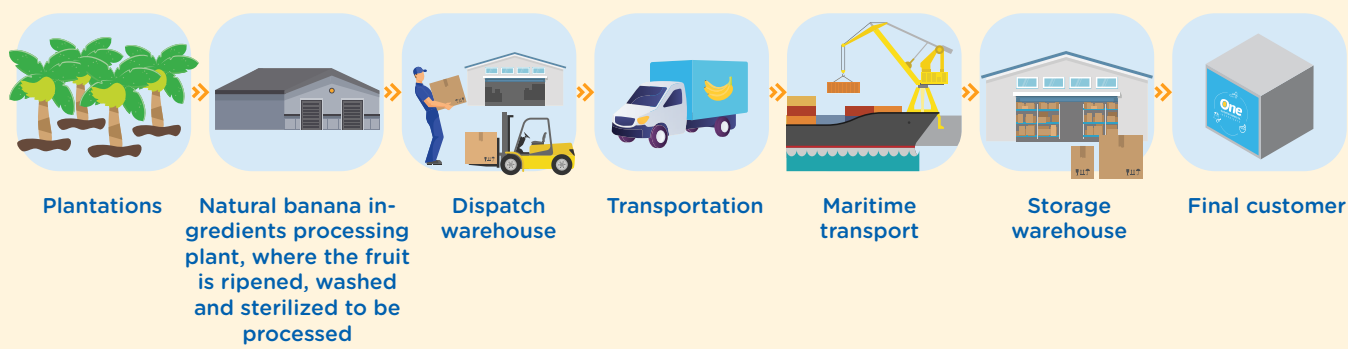 Plantations
Natural banana in-
gredients processing
plant, where the fruit
is ripened, washed
and sterilized to be
processed
Dispatch
warehouse
Transportation
Maritime
transport
Storage
warehouse
Final customer
One